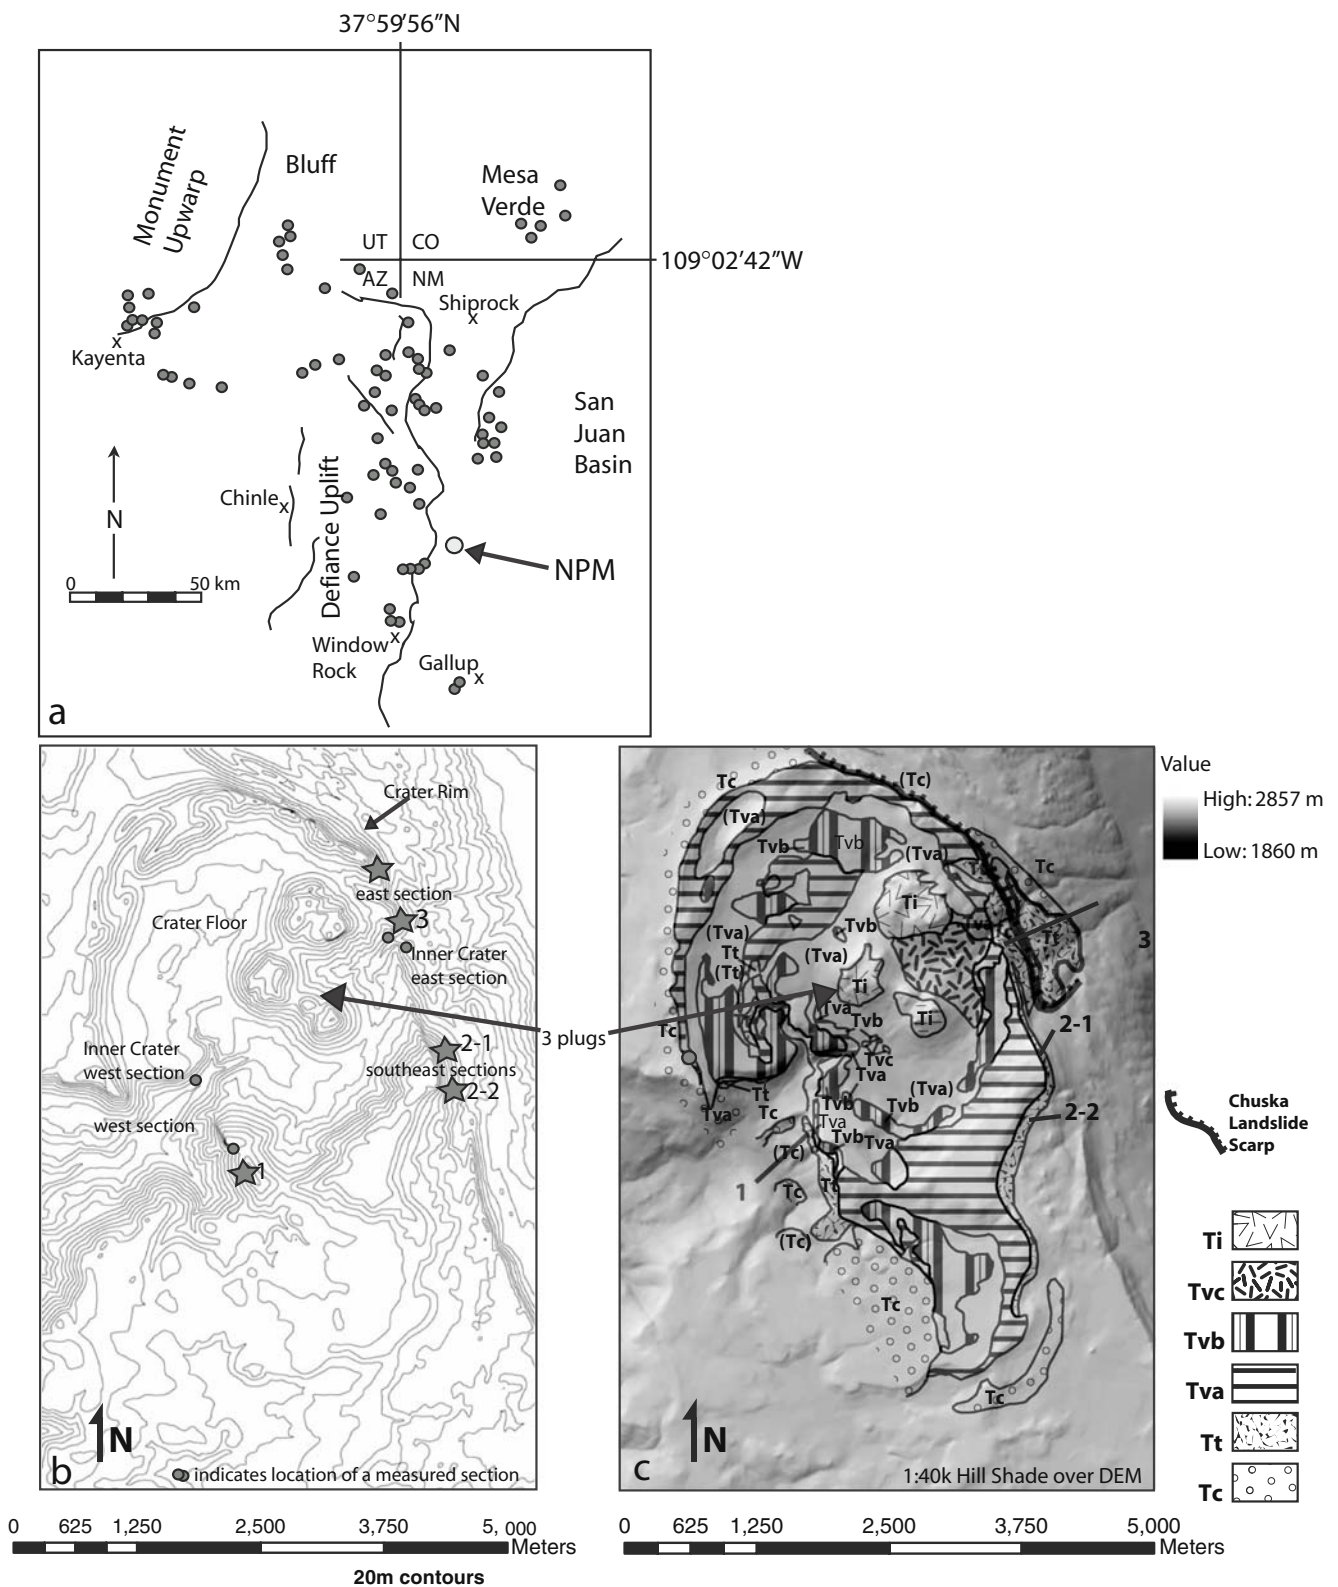 37°59'56"N
Monument
Upwarp
Bluff
Mesa
Verde
UT
CO
109°02'42"W
AZ
NM
Shiprock
x
x
Kayenta
San
Juan
Basin
Chinle
x
N
Defiance Uplift
0
50 km
NPM
Window
Rock
x
Gallup
x
a
Crater Rim
east section
Crater Floor
3
Inner Crater
east section
3 plugs
Inner Crater
west section
2-1
southeast sections
2-2
west section
1
N
b
indicates location of a measured section
0
625
1,250
2,500
3,750
5,000
Meters
20m contours
Tc
(Tc)
(Tva)
Tvb
Tvb
(Tva)
Tc
Ti
(Tva)
Tvb
Tva
Tt
3
Tt
(Tt)
(Tva)
Ti
Tva
Tvb
Ti
Tc
2-1
Tvc
Tva
(Tva)
Tt
Tvb
Tvb
2-2
Tva
Tc
Tva
Tvb
Tva
(Tc)
1
Tt
Tc
(Tc)
Tc
Tc
N
c
1:40k Hill Shade over DEM
0
625
1,250
2,500
3,750
5,000
Meters
Value
High: 2857 m
Low: 1860 m
Chuska
Landslide
Scarp
Ti
Tvc
Tvb
Tva
Tt
Tc